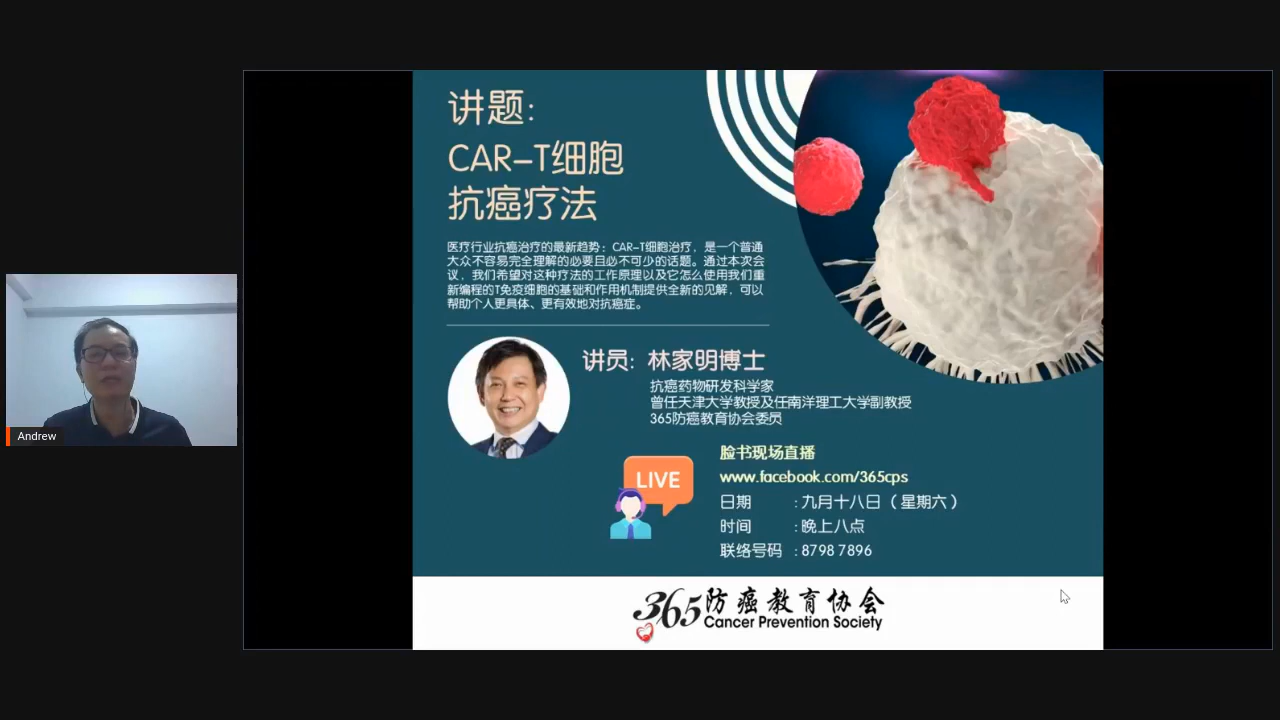 讲题:
CAR-T细胞
抗癌疗法
医疗行业抗癌治疗的最新趋势：CAR-T细胞治疗，是一个普通
大众不容易完全理解的必要且必不可少的话题。通过本次会
议，我们希望对这种疗法的工作原理以及它怎么使用我们重
新编程的T免疫细胞的基础和作用机制提供全新的见解，可以
帮助个人更具体、更有效地对抗癌症。
讲员: 林家明博士
抗癌药物研发科学家
曾任天津大学教授及任南洋理工大学副教授
365防癌教育协会委员
Andrew
LIVE
脸书现场直播
www.facebook.com/365cps
日期 : 九月十八日（星期六）
时间 : 晚上八点
联络号码 : 8798 7896
365防癌教育协会
Cancer Prevention Society